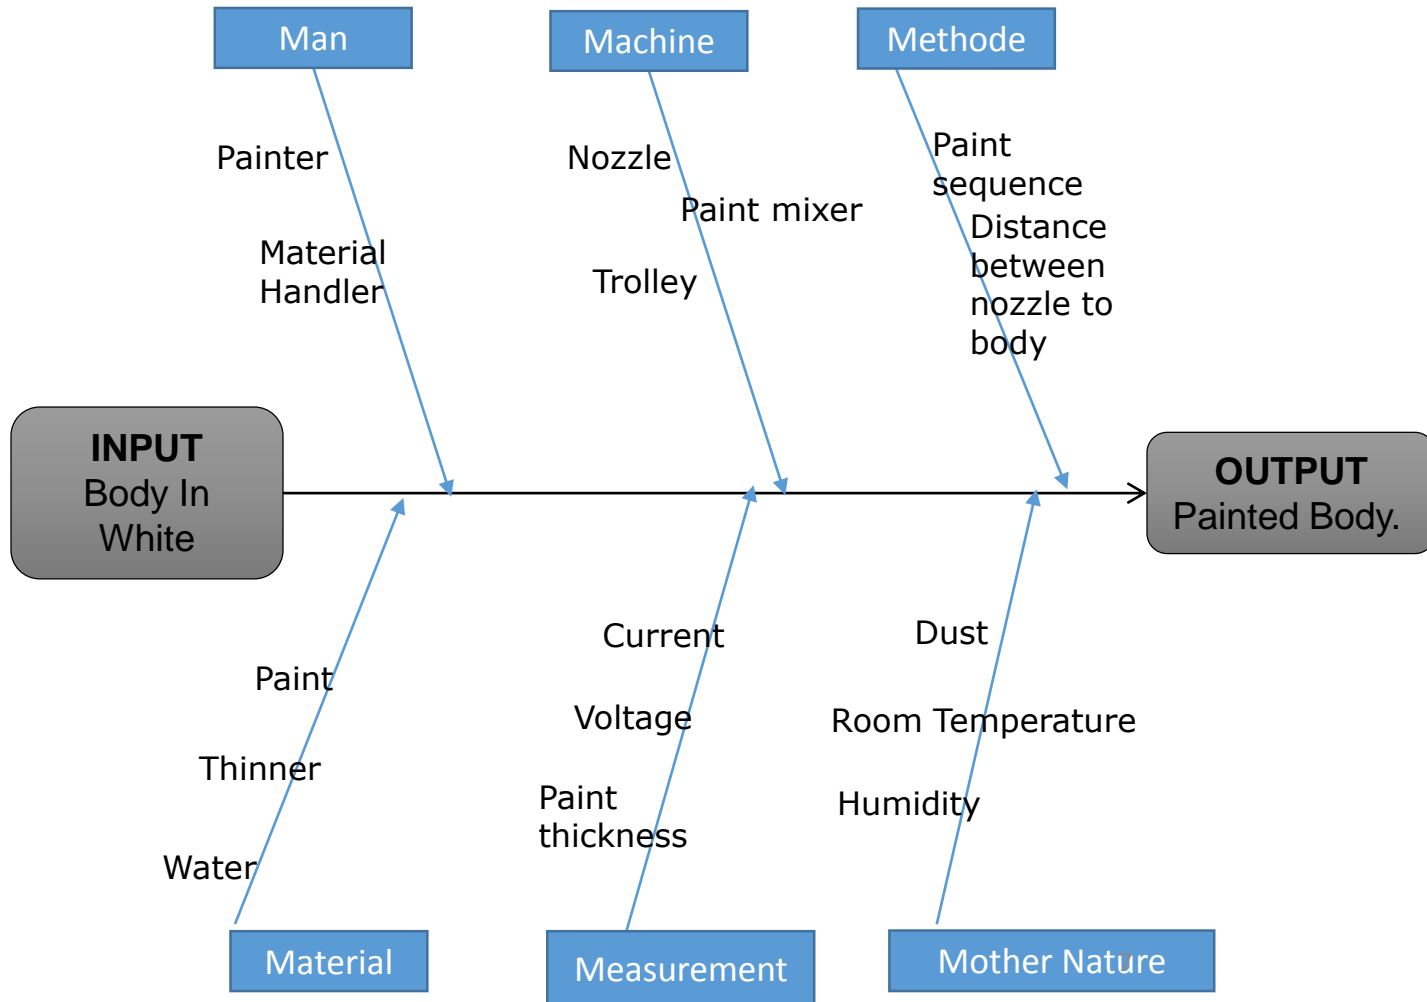 Man
Machine
Methode
Painter
Material
Handler
Nozzle
Paint mixer
Trolley
Paint
sequence
Distance
between
nozzle to
body
INPUT
Body In
White
OUTPUT
Painted Body.
Paint
Thinner
Water
Current
Voltage
Paint
thickness
Dust
Room Temperature
Humidity
Material
Measurement
Mother Nature